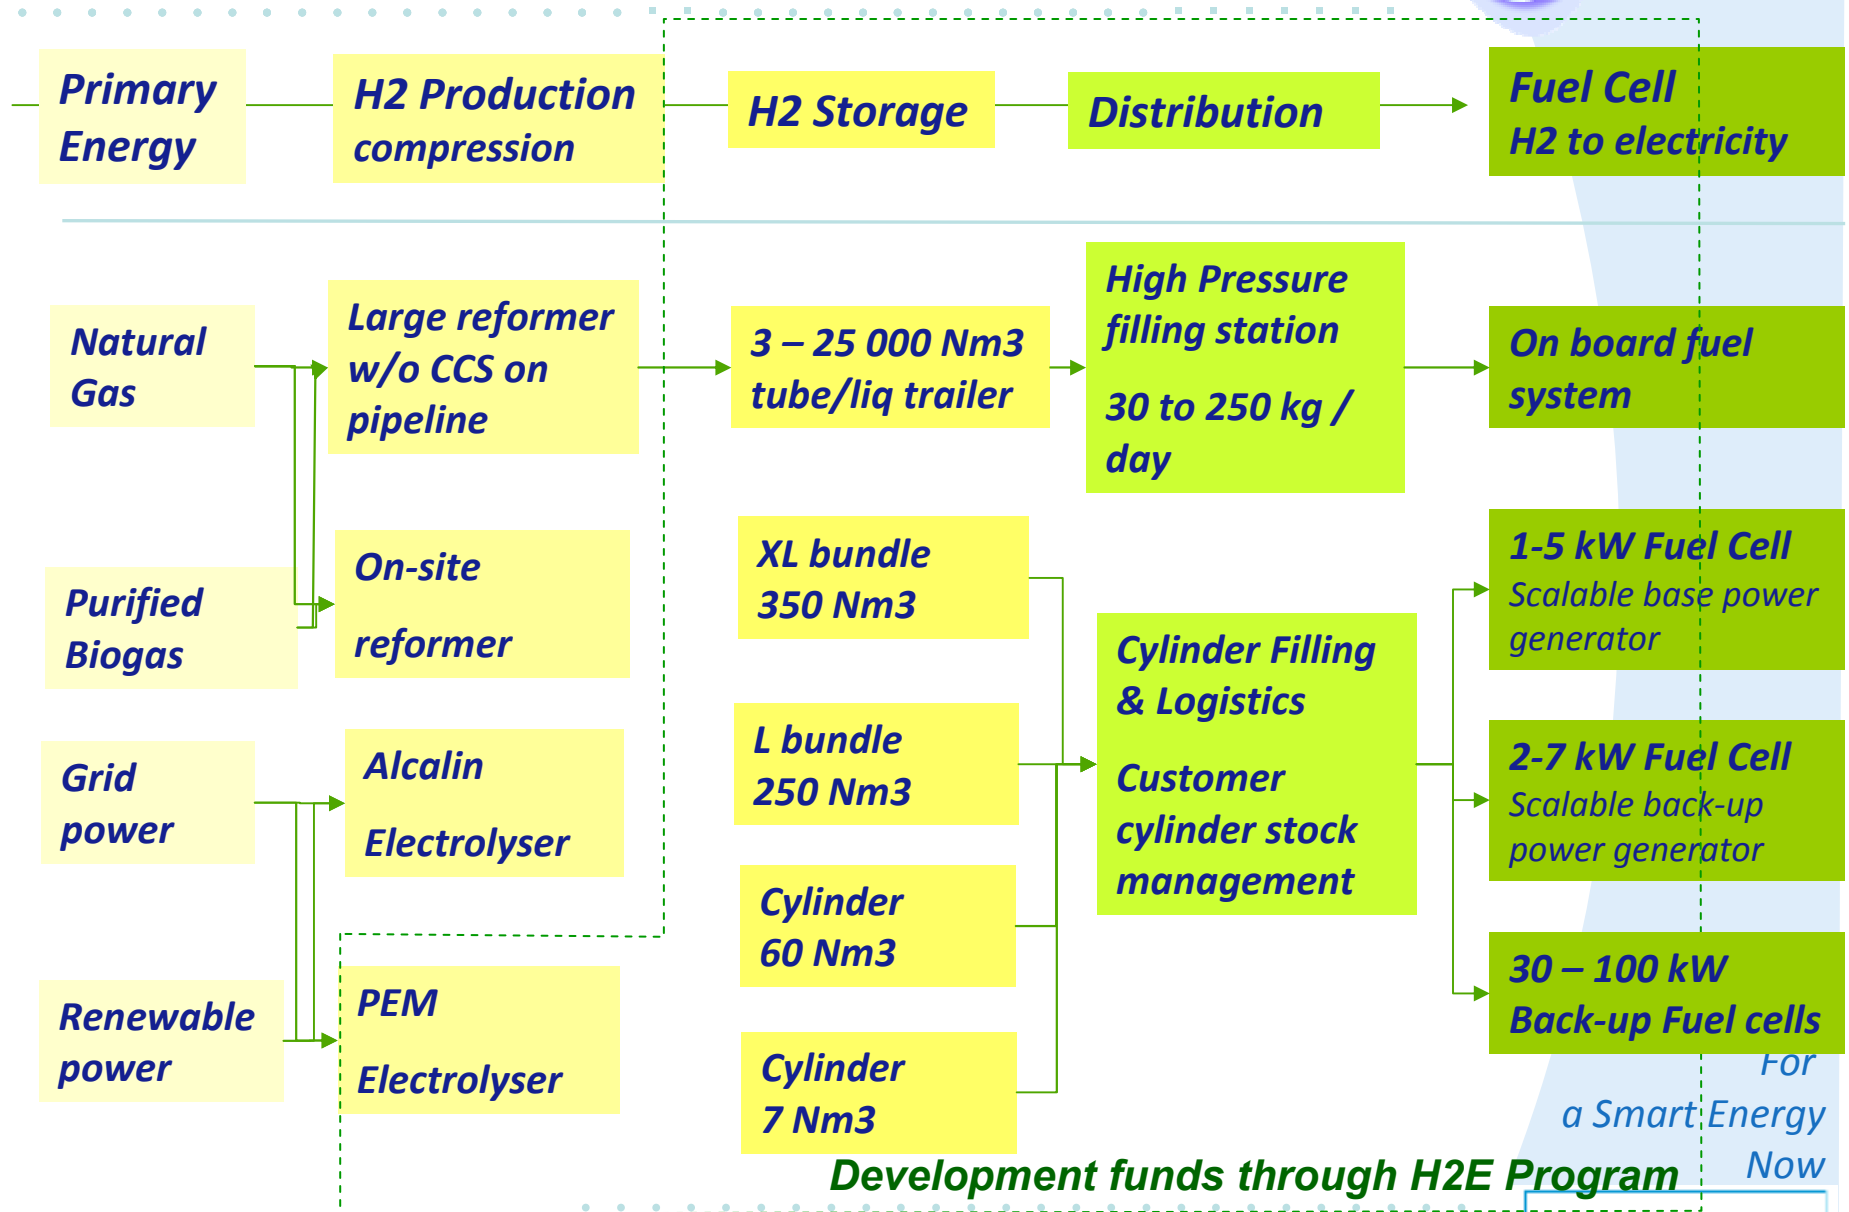 Primary
Energy
H2 Production
compression
H2 Storage
Distribution
Fuel Cell
H2 to electricity
Natural
Gas
Large reformer
w/o CCS on
pipeline
3 – 25 000 Nm3
tube/liq trailer
High Pressure
filling station
30 to 250 kg /
day
On board fuel
system
Purified
Biogas
On-site
reformer
XL bundle
350 Nm3
1-5 kW Fuel Cell
Scalable base power
generator
Grid
power
Alcalin
Electrolyser
L bundle
250 Nm3
Cylinder Filling
& Logistics
Customer
cylinder stock
management
2-7 kW Fuel Cell
Scalable back-up
power generator
Cylinder
60 Nm3
Renewable
power
PEM
Electrolyser
Cylinder
7 Nm3
30 – 100 kW
Back-up Fuel cells
For
a Smart Energy
Now
Development funds through H2E Program